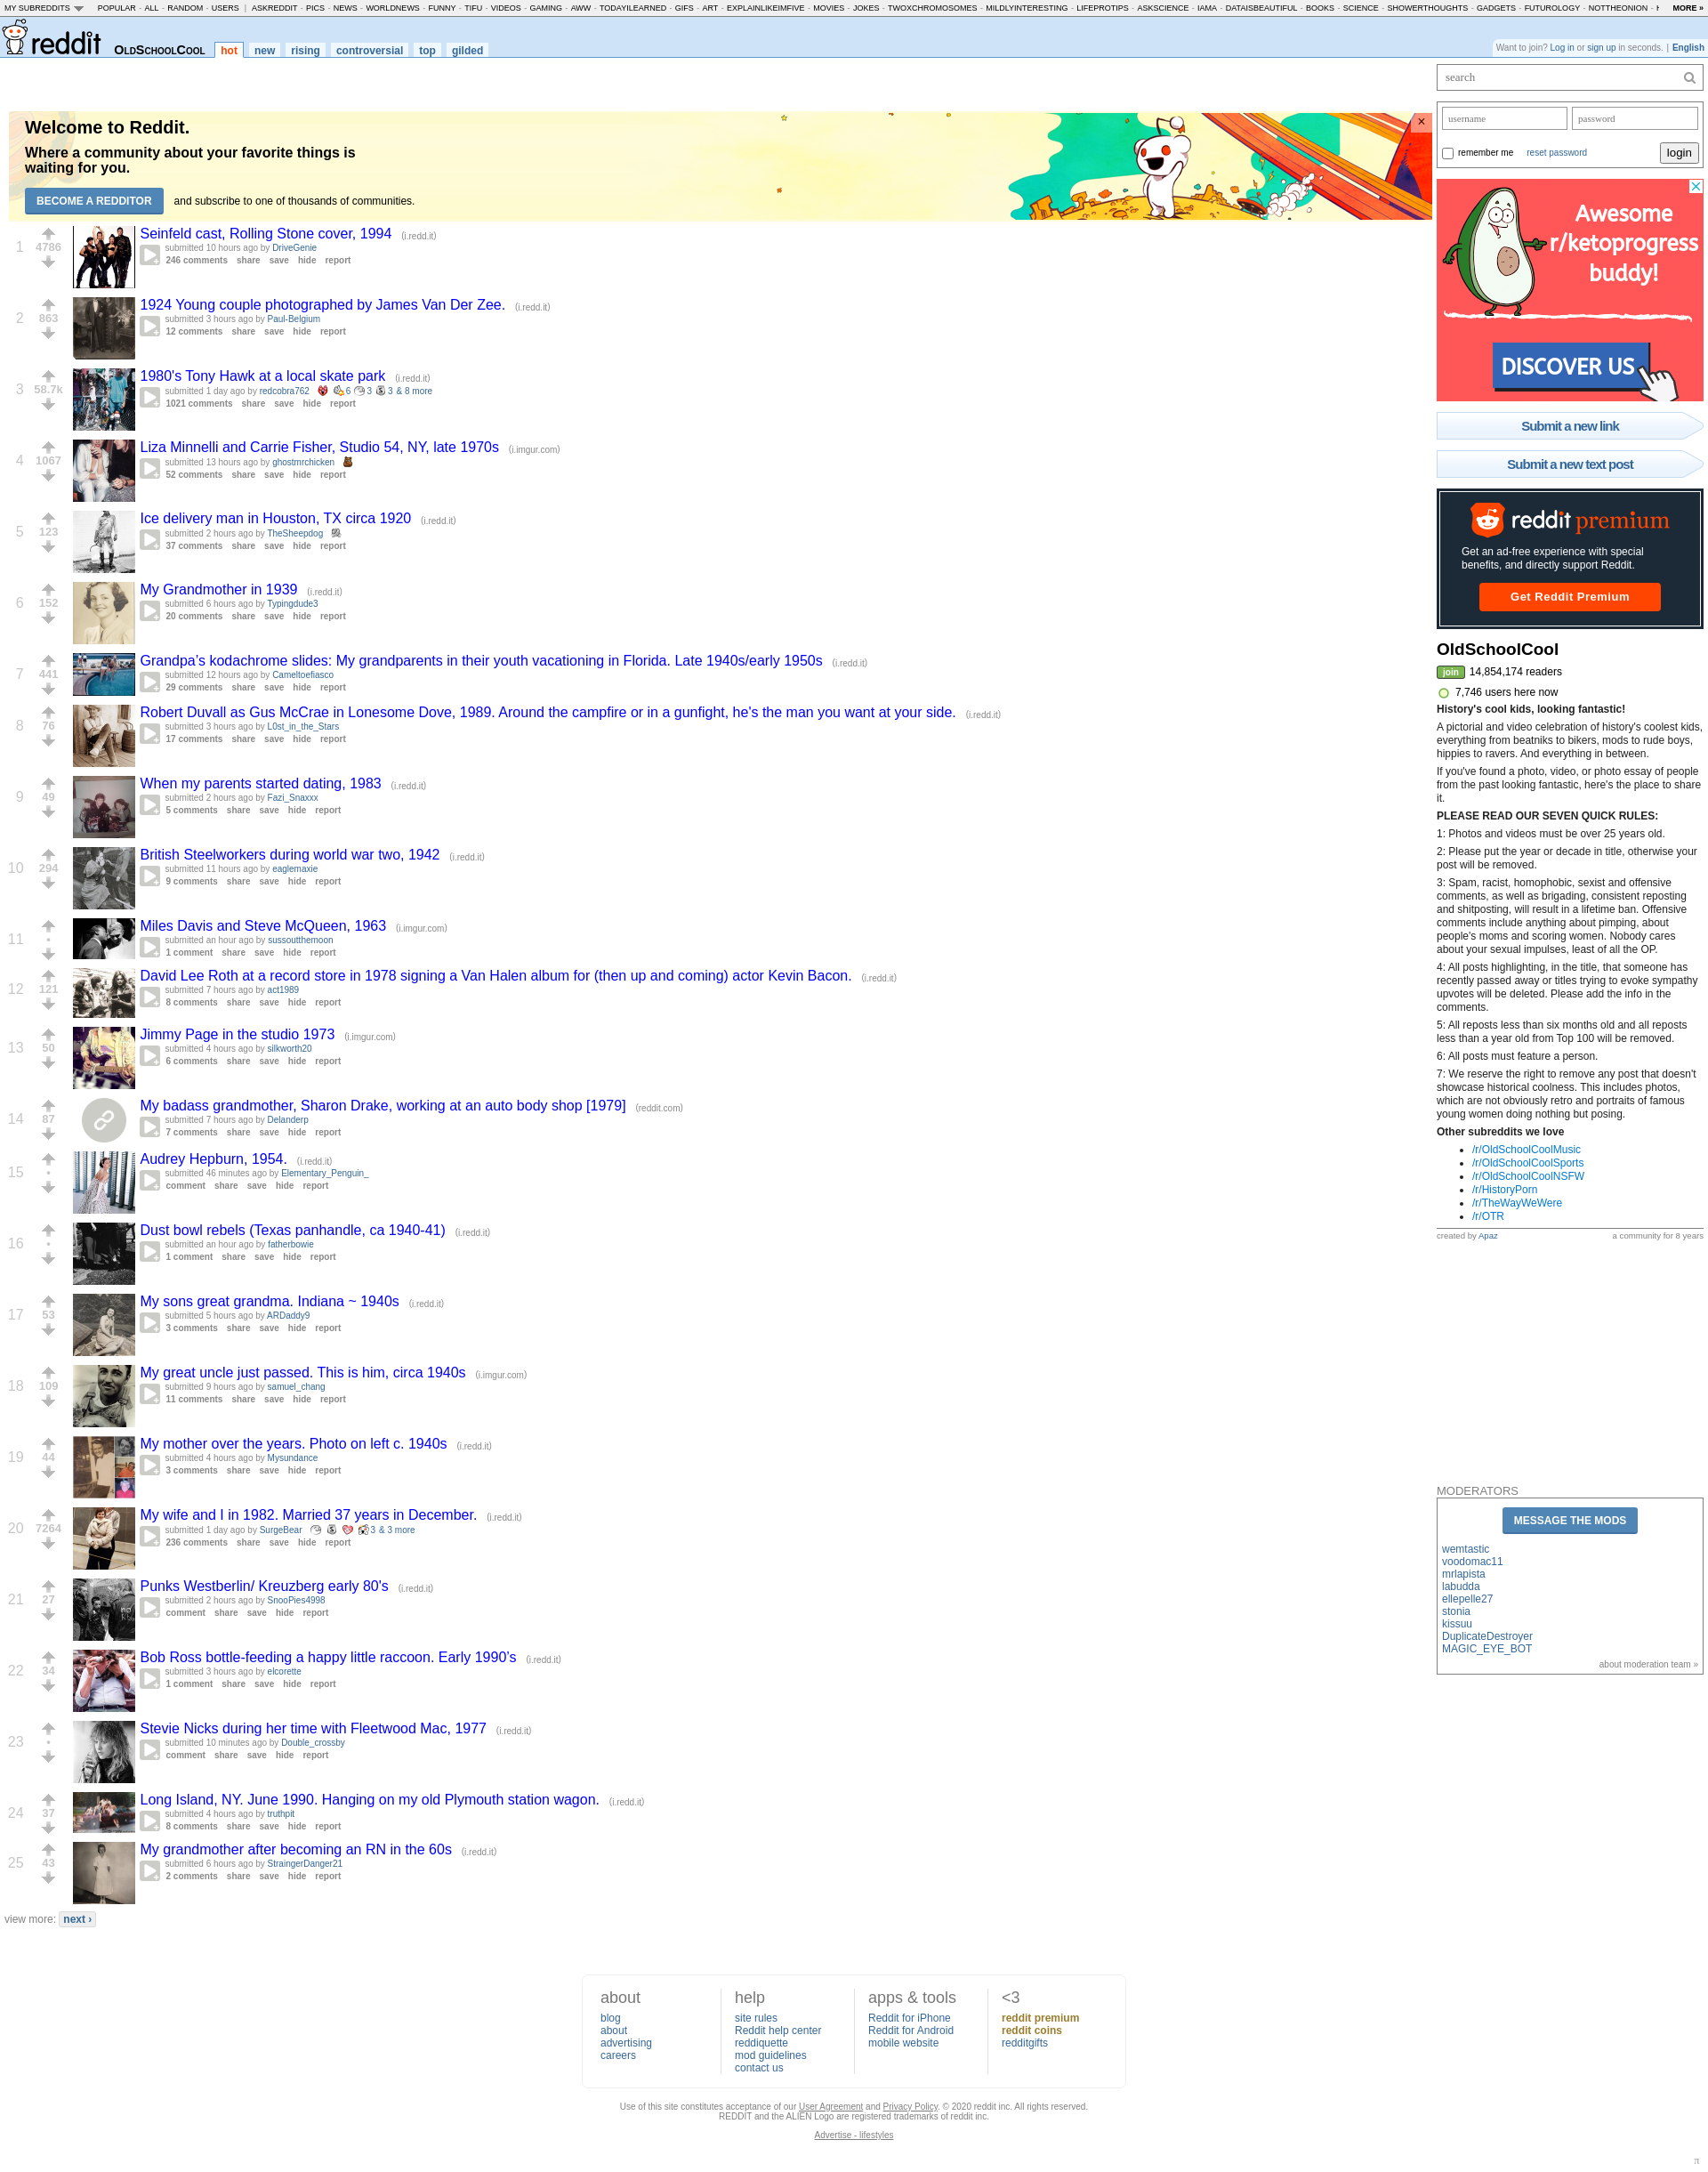 MY SUBREDDITS POPULAR - ALL - RANDOM - USERS | ASKREDDIT - PICS - NEWS - WORLDNEWS - FUNNY - TIFU - VIDEOS - GAMING - AWW - TODAYILEARNED - GIFS - ART - EXPLAINLIKEIMFIVE - MOVIES - JOKES - TWOXCHROMOSOMES - MILDLYINTERESTING - LIFEPROTIPS - ASKSCIENCE - IAMA - DATAISBEAUTIFUL - BOOKS - SCIENCE - SHOWERTHOUGHTS - GADGETS - FUTUROLOGY - NOTTHEONION - MORE »
reddit OldSchoolCool hot new rising controversial top gilded
Want to join? Log in or sign up in seconds. | English
Welcome to Reddit.
Where a community about your favorite things is
waiting for you.
BECOME A REDDITOR and subscribe to one of thousands of communities.
×
1
4786
Seinfeld cast, Rolling Stone cover, 1994 (i.redd.it)
submitted 10 hours ago by DriveGenie
246 comments share save hide report
2
863
1924 Young couple photographed by James Van Der Zee. (i.redd.it)
submitted 3 hours ago by Paul-Belgium
12 comments share save hide report
3
58.7k
1980's Tony Hawk at a local skate park (i.redd.it)
submitted 1 day ago by redcobra762 6 3 3 & 8 more
1021 comments share save hide report
4
1067
Liza Minnelli and Carrie Fisher, Studio 54, NY, late 1970s (i.imgur.com)
submitted 13 hours ago by ghostmrchicken
52 comments share save hide report
5
123
Ice delivery man in Houston, TX circa 1920 (i.redd.it)
submitted 2 hours ago by TheSheepdog
37 comments share save hide report
6
152
My Grandmother in 1939 (i.redd.it)
submitted 6 hours ago by Typingdude3
20 comments share save hide report
7
441
Grandpa’s kodachrome slides: My grandparents in their youth vacationing in Florida. Late 1940s/early 1950s (i.redd.it)
submitted 12 hours ago by Cameltoefiasco
29 comments share save hide report
8
76
Robert Duvall as Gus McCrae in Lonesome Dove, 1989. Around the campfire or in a gunfight, he's the man you want at your side. (i.redd.it)
submitted 3 hours ago by L0st_in_the_Stars
17 comments share save hide report
9
49
When my parents started dating, 1983 (i.redd.it)
submitted 2 hours ago by Fazi_Snaxxx
5 comments share save hide report
10
294
British Steelworkers during world war two, 1942 (i.redd.it)
submitted 11 hours ago by eaglemaxie
9 comments share save hide report
11
•
Miles Davis and Steve McQueen, 1963 (i.imgur.com)
submitted an hour ago by sussoutthemoon
1 comment share save hide report
12
121
David Lee Roth at a record store in 1978 signing a Van Halen album for (then up and coming) actor Kevin Bacon. (i.redd.it)
submitted 7 hours ago by act1989
8 comments share save hide report
13
50
Jimmy Page in the studio 1973 (i.imgur.com)
submitted 4 hours ago by silkworth20
6 comments share save hide report
14
87
My badass grandmother, Sharon Drake, working at an auto body shop [1979] (reddit.com)
submitted 7 hours ago by Delanderp
7 comments share save hide report
15
•
Audrey Hepburn, 1954. (i.redd.it)
submitted 46 minutes ago by Elementary_Penguin_
comment share save hide report
16
•
Dust bowl rebels (Texas panhandle, ca 1940-41) (i.redd.it)
submitted an hour ago by fatherbowie
1 comment share save hide report
17
53
My sons great grandma. Indiana ~ 1940s (i.redd.it)
submitted 5 hours ago by ARDaddy9
3 comments share save hide report
18
109
My great uncle just passed. This is him, circa 1940s (i.imgur.com)
submitted 9 hours ago by samuel_chang
11 comments share save hide report
19
44
My mother over the years. Photo on left c. 1940s (i.redd.it)
submitted 4 hours ago by Mysundance
3 comments share save hide report
20
7264
My wife and I in 1982. Married 37 years in December. (i.redd.it)
submitted 1 day ago by SurgeBear 3 & 3 more
236 comments share save hide report
21
27
Punks Westberlin/ Kreuzberg early 80's (i.redd.it)
submitted 2 hours ago by SnooPies4998
comment share save hide report
22
34
Bob Ross bottle-feeding a happy little raccoon. Early 1990’s (i.redd.it)
submitted 3 hours ago by elcorette
1 comment share save hide report
23
•
Stevie Nicks during her time with Fleetwood Mac, 1977 (i.redd.it)
submitted 10 minutes ago by Double_crossby
comment share save hide report
24
37
Long Island, NY. June 1990. Hanging on my old Plymouth station wagon. (i.redd.it)
submitted 4 hours ago by truthpit
8 comments share save hide report
25
43
My grandmother after becoming an RN in the 60s (i.redd.it)
submitted 6 hours ago by StraingerDanger21
2 comments share save hide report
view more: next ›
search
username password
remember me reset password login
Awesome
r/ketoprogress
buddy!
DISCOVER US
Submit a new link
Submit a new text post
reddit premium
Get an ad-free experience with special
benefits, and directly support Reddit.
Get Reddit Premium
OldSchoolCool
join 14,854,174 readers
7,746 users here now
History's cool kids, looking fantastic!
A pictorial and video celebration of history's coolest kids,
everything from beatniks to bikers, mods to rude boys,
hippies to ravers. And everything in between.
If you've found a photo, video, or photo essay of people
from the past looking fantastic, here's the place to share
it.
PLEASE READ OUR SEVEN QUICK RULES:
1: Photos and videos must be over 25 years old.
2: Please put the year or decade in title, otherwise your
post will be removed.
3: Spam, racist, homophobic, sexist and offensive
comments, as well as brigading, consistent reposting
and shitposting, will result in a lifetime ban. Offensive
comments include anything about pimping, about
people's moms and scoring women. Nobody cares
about your sexual impulses, least of all the OP.
4: All posts highlighting, in the title, that someone has
recently passed away or titles trying to evoke sympathy
upvotes will be deleted. Please add the info in the
comments.
5: All reposts less than six months old and all reposts
less than a year old from Top 100 will be removed.
6: All posts must feature a person.
7: We reserve the right to remove any post that doesn't
showcase historical coolness. This includes photos,
which are not obviously retro and portraits of famous
young women doing nothing but posing.
Other subreddits we love
• /r/OldSchoolCoolMusic
• /r/OldSchoolCoolSports
• /r/OldSchoolCoolNSFW
• /r/HistoryPorn
• /r/TheWayWeWere
• /r/OTR
created by Apaz a community for 8 years
MODERATORS
MESSAGE THE MODS
wemtastic
voodomac11
mrlapista
labudda
ellepelle27
stonia
kissuu
DuplicateDestroyer
MAGIC_EYE_BOT
about moderation team »
about
blog
about
advertising
careers
help
site rules
Reddit help center
reddiquette
mod guidelines
contact us
apps & tools
Reddit for iPhone
Reddit for Android
mobile website
<3
reddit premium
reddit coins
redditgifts
Use of this site constitutes acceptance of our User Agreement and Privacy Policy. © 2020 reddit inc. All rights reserved.
REDDIT and the ALIEN Logo are registered trademarks of reddit inc.
Advertise - lifestyles
π